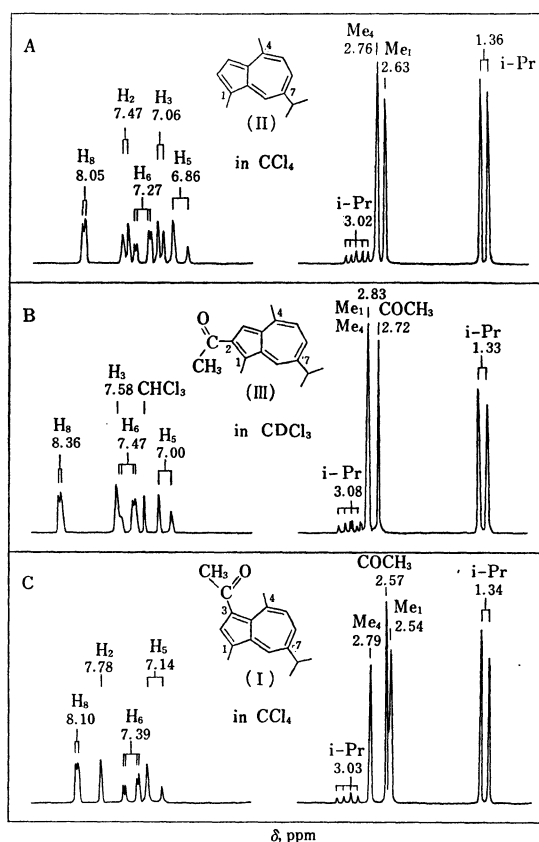 A
Me4
2.76
Me1
2.63
1.36
i-Pr
H2
7.47
H3
7.06
H8
8.05
H6
7.27
H5
6.86
4
1
7
(II)
in CCl4
i-Pr
3.02
B
2.83
Me1
Me4
COCH3
2.72
i-Pr
1.33
O
C
CH3
2
1
4
7
(III)
in CDCl3
H3
7.58
CHCl3
H8
8.36
H6
7.47
H5
7.00
i-Pr
3.08
C
CH3
O
C
3
4
1
7
(I)
in CCl4
COCH3
2.57
Me4
2.79
Me1
2.54
i-Pr
1.34
H2
7.78
H5
7.14
H8
8.10
H6
7.39
i-Pr
3.03
δ, ppm